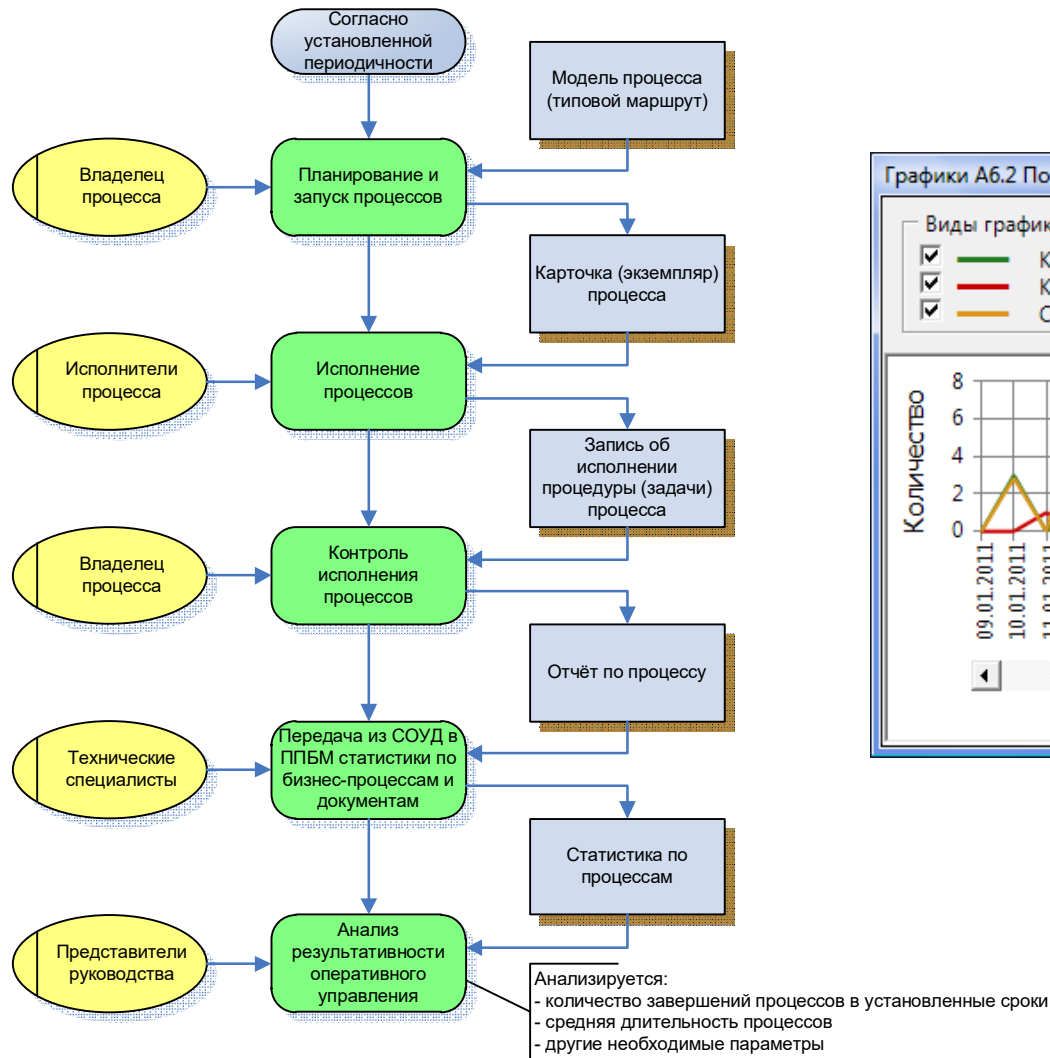 Согласно
установленной
периодичности
Модель процесса
(типовой маршрут)
Владелец
процесса
Планирование и
запуск процессов
Карточка (экземпляр)
процесса
Исполнители
процесса
Исполнение
процессов
Запись об
исполнении
процедуры (задачи)
процесса
Владелец
процесса
Контроль
исполнения
процессов
Отчёт по процессу
Технические
специалисты
Передача из СОУД в
ППБМ статистики по
бизнес-процессам и
документам
Статистика по
процессам
Представители
руководства
Анализ
результативности
оперативного
управления
Анализируется:
- количество завершений процессов в установленные сроки
- средняя длительность процессов
- другие необходимые параметры
Графики А6.2 По
Виды график
К
К
С
Количество
8
6
4
2
0
09.01.2011
10.01.2011
11.01.2011